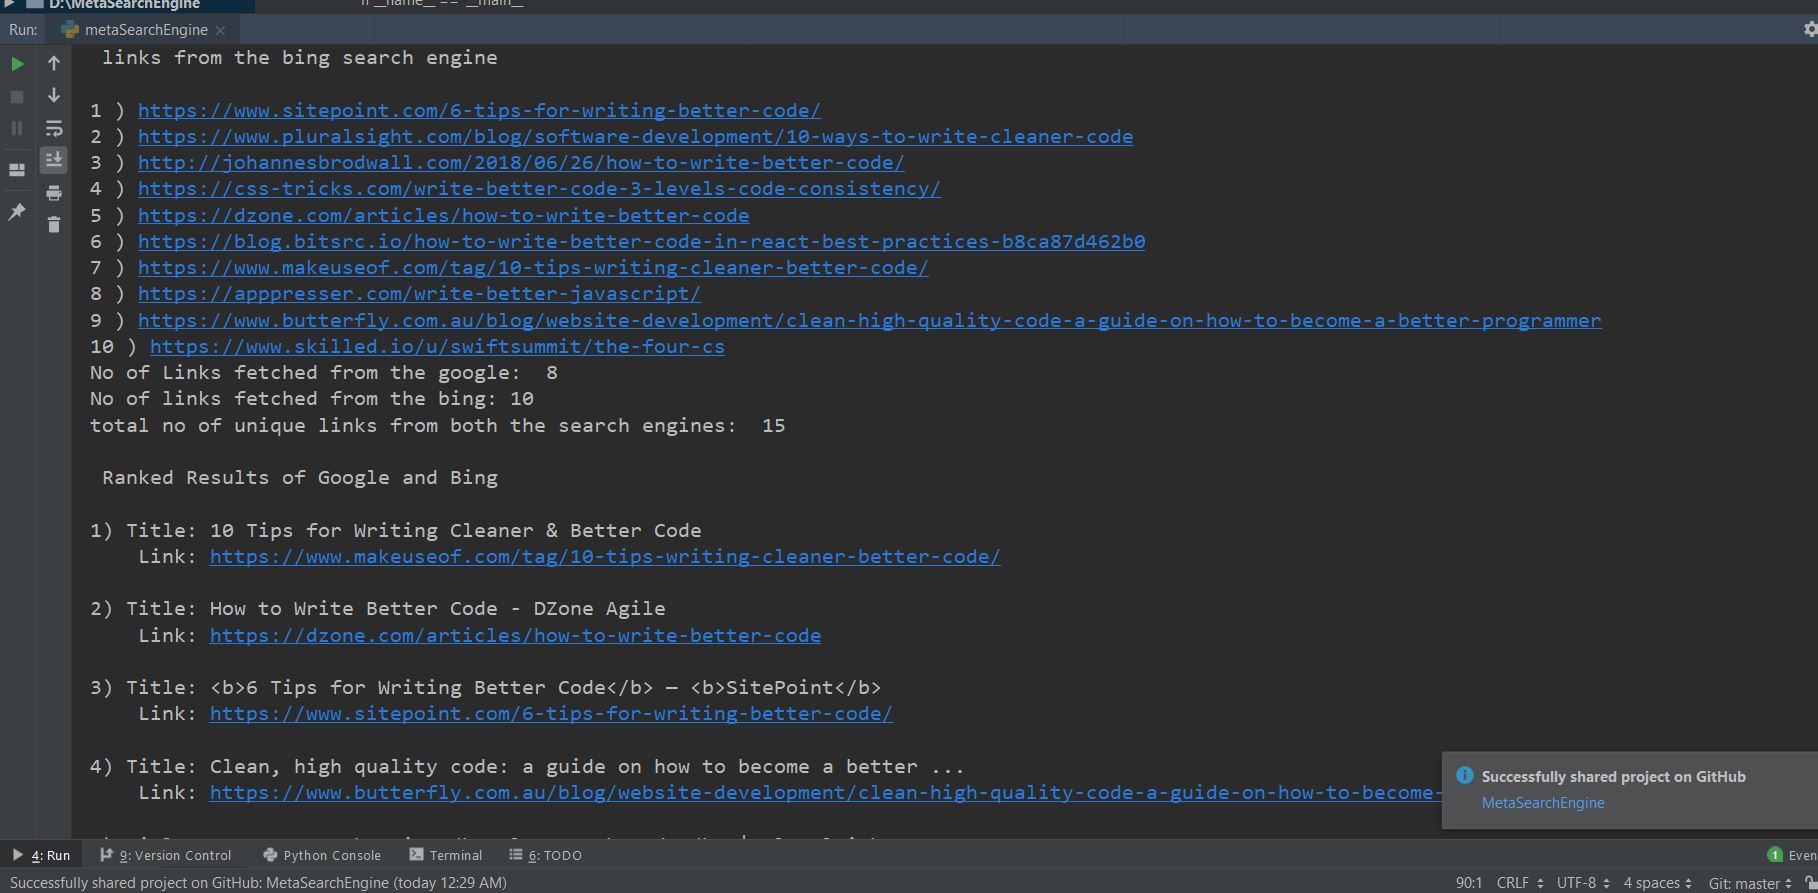 D:\MetaSearchEngine
if __name__ == '__main__'
Run: metaSearchEngine
links from the bing search engine
1 ) https://www.sitepoint.com/6-tips-for-writing-better-code/
2 ) https://www.pluralsight.com/blog/software-development/10-ways-to-write-cleaner-code
3 ) http://johannesbrodwall.com/2018/06/26/how-to-write-better-code/
4 ) https://css-tricks.com/write-better-code-3-levels-code-consistency/
5 ) https://dzone.com/articles/how-to-write-better-code
6 ) https://blog.bitsrc.io/how-to-write-better-code-in-react-best-practices-b8ca87d462b0
7 ) https://www.makeuseof.com/tag/10-tips-writing-cleaner-better-code/
8 ) https://apppresser.com/write-better-javascript/
9 ) https://www.butterfly.com.au/blog/website-development/clean-high-quality-code-a-guide-on-how-to-become-a-better-programmer
10 ) https://www.skilled.io/u/swiftsummit/the-four-cs
No of Links fetched from the google:  8
No of links fetched from the bing: 10
total no of unique links from both the search engines:  15
Ranked Results of Google and Bing
1) Title: 10 Tips for Writing Cleaner & Better Code
Link: https://www.makeuseof.com/tag/10-tips-writing-cleaner-better-code/
2) Title: How to Write Better Code - DZone Agile
Link: https://dzone.com/articles/how-to-write-better-code
3) Title: <b>6 Tips for Writing Better Code</b> — <b>SitePoint</b>
Link: https://www.sitepoint.com/6-tips-for-writing-better-code/
4) Title: Clean, high quality code: a guide on how to become a better ...
Link: https://www.butterfly.com.au/blog/website-development/clean-high-quality-code-a-guide-on-how-to-become-
Successfully shared project on GitHub
MetaSearchEngine
4: Run 9: Version Control Python Console Terminal 6: TODO 1 Even
Successfully shared project on GitHub: MetaSearchEngine (today 12:29 AM) 90:1 CRLF UTF-8 4 spaces Git: master